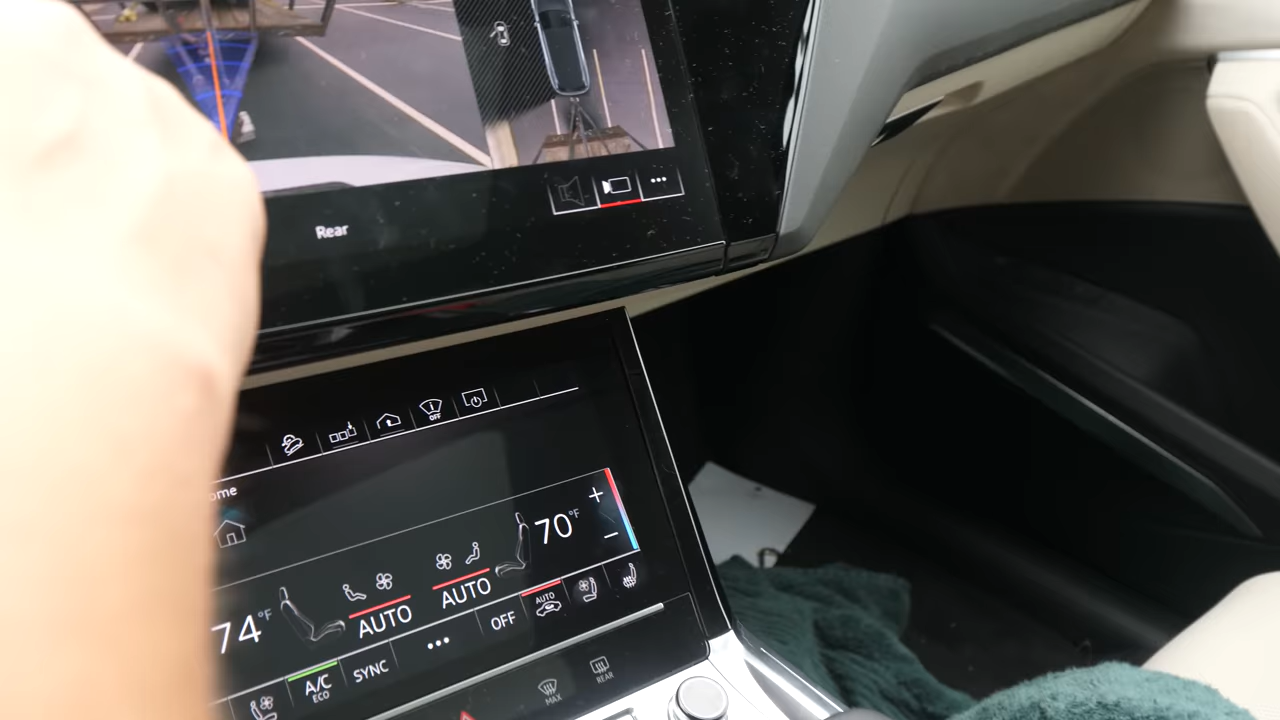 Rear
OFF
ome
70°F
AUTO
AUTO
74°F
AUTO
OFF
SYNC
A/C
ECO
REAR
MAX